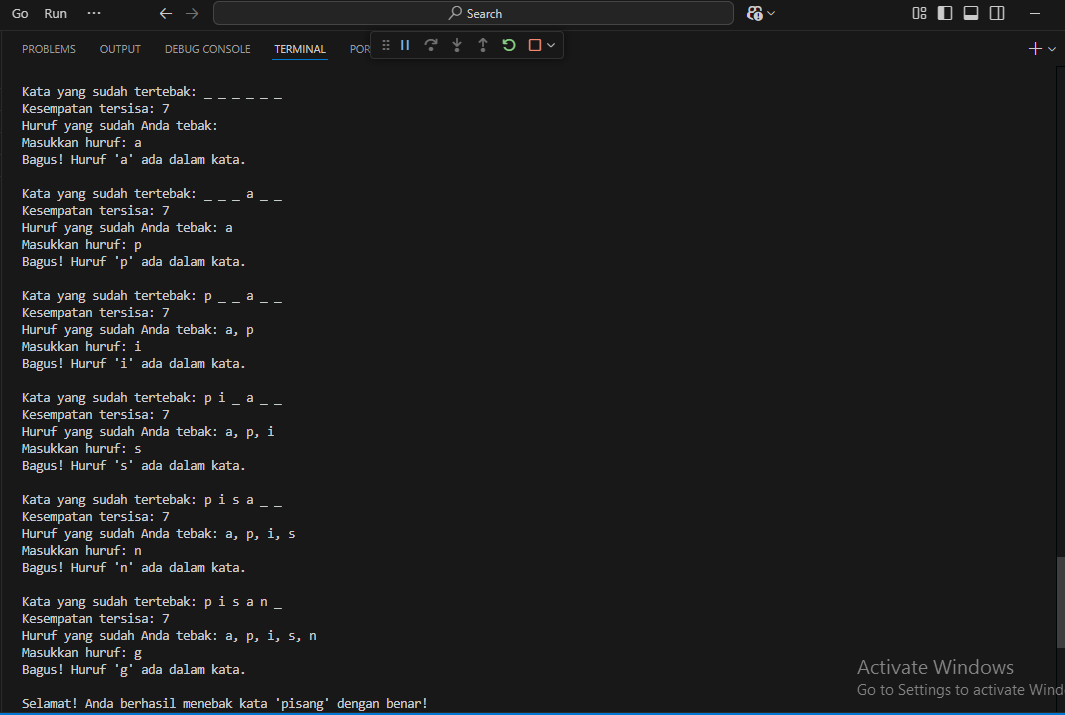 Go Run ··· ← → Search
PROBLEMS OUTPUT DEBUG CONSOLE TERMINAL POR
Kata yang sudah tertebak: _ _ _ _ _ _
Kesempatan tersisa: 7
Huruf yang sudah Anda tebak:
Masukkan huruf: a
Bagus! Huruf 'a' ada dalam kata.
Kata yang sudah tertebak: _ _ _ a _ _
Kesempatan tersisa: 7
Huruf yang sudah Anda tebak: a
Masukkan huruf: p
Bagus! Huruf 'p' ada dalam kata.
Kata yang sudah tertebak: p _ _ a _ _
Kesempatan tersisa: 7
Huruf yang sudah Anda tebak: a, p
Masukkan huruf: i
Bagus! Huruf 'i' ada dalam kata.
Kata yang sudah tertebak: p i _ a _ _
Kesempatan tersisa: 7
Huruf yang sudah Anda tebak: a, p, i
Masukkan huruf: s
Bagus! Huruf 's' ada dalam kata.
Kata yang sudah tertebak: p i s a _ _
Kesempatan tersisa: 7
Huruf yang sudah Anda tebak: a, p, i, s
Masukkan huruf: n
Bagus! Huruf 'n' ada dalam kata.
Kata yang sudah tertebak: p i s a n _
Kesempatan tersisa: 7
Huruf yang sudah Anda tebak: a, p, i, s, n
Masukkan huruf: g
Bagus! Huruf 'g' ada dalam kata.
Activate Windows
Go to Settings to activate Wind
Selamat! Anda berhasil menebak kata 'pisang' dengan benar!